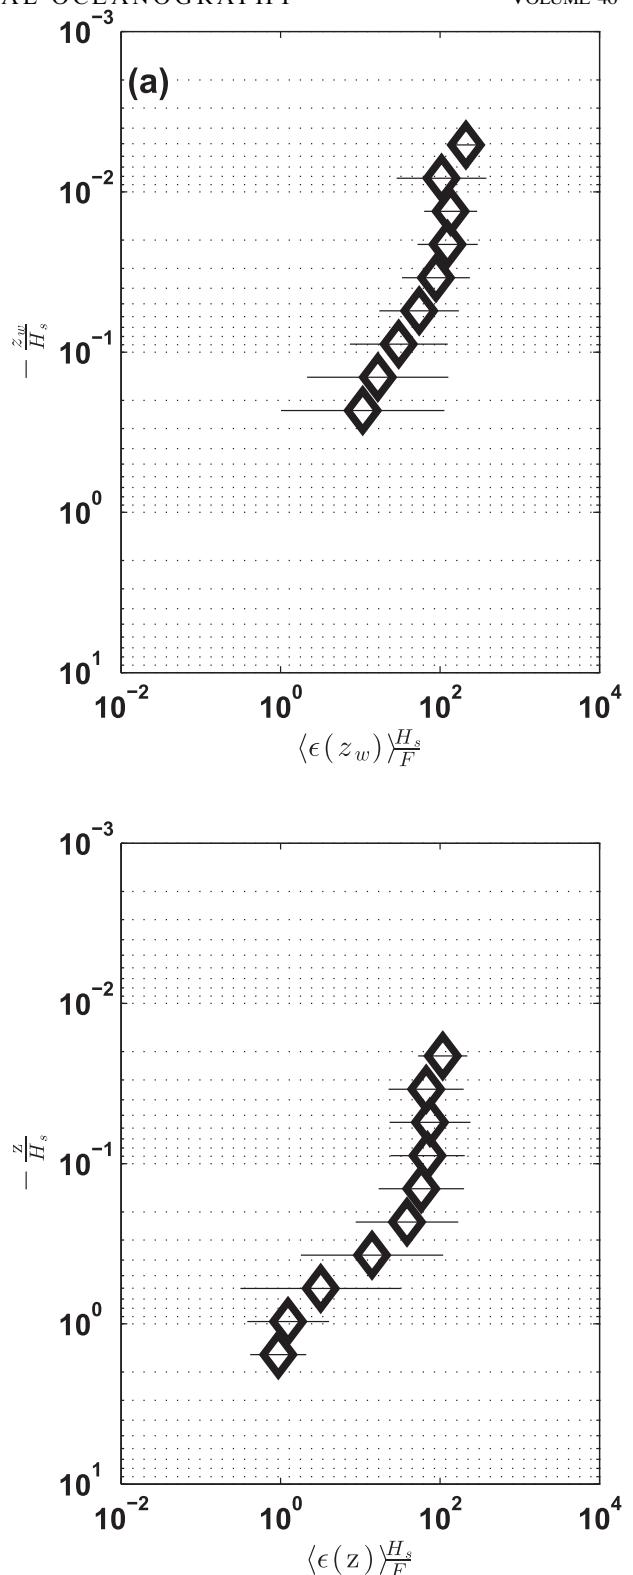 AL OCEANOGRAPHY VOLUME 46
10⁻³
(a)
10⁻²
− z_w/H_s
10⁻¹
10⁰
10¹
10⁻² 10⁰ 10² 10⁴
⟨ϵ(z_w)⟩ H_s/F
10⁻³
10⁻²
− z/H_s
10⁻¹
10⁰
10¹
10⁻² 10⁰ 10² 10⁴
⟨ϵ(z)⟩ H_s/F